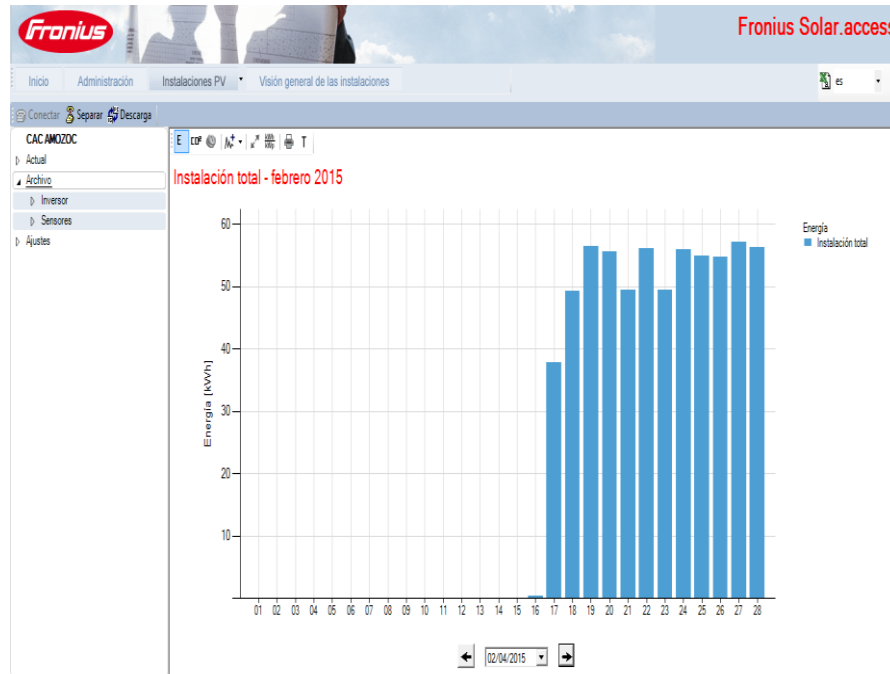 Fronius
Fronius Solar.access
Inicio Administración Instalaciones PV Visión general de las instalaciones es
Conectar Separar Descarga
CAC AMOZOC
Actual
Archivo
Inversor
Sensores
Ajustes
E CO² T
Instalación total - febrero 2015
Energía
Instalación total
60
50
40
30
20
10
Energía [kWh]
01 02 03 04 05 06 07 08 09 10 11 12 13 14 15 16 17 18 19 20 21 22 23 24 25 26 27 28
02/04/2015